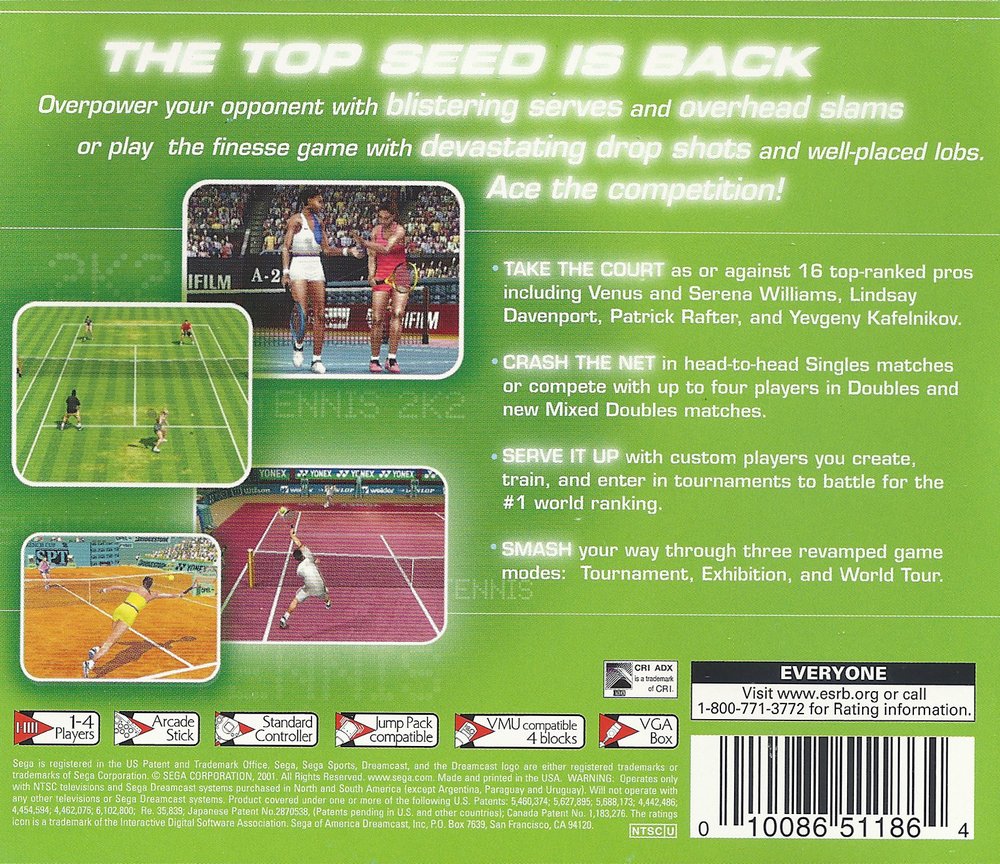 THE TOP SEED IS BACK
Overpower your opponent with blistering serves and overhead slams
or play the finesse game with devastating drop shots and well-placed lobs.
Ace the competition!
2K2
IFILM
A-2
IFILM
TENNIS 2K2
• TAKE THE COURT as or against 16 top-ranked pros
including Venus and Serena Williams, Lindsay
Davenport, Patrick Rafter, and Yevgeny Kafelnikov.
• CRASH THE NET in head-to-head Singles matches
or compete with up to four players in Doubles and
new Mixed Doubles matches.
• SERVE IT UP with custom players you create,
train, and enter in tournaments to battle for the
#1 world ranking.
• SMASH your way through three revamped game
modes: Tournament, Exhibition, and World Tour.
YONEX YONEX YONEX YONEX
SPT
BRIDGESTONE
YONEX
TENNIS
CRI ADX
is a trademark
of CRI.
EVERYONE
Visit www.esrb.org or call
1-800-771-3772 for Rating information.
1-4
Players
Arcade
Stick
Standard
Controller
Jump Pack
compatible
VMU compatible
4 blocks
VGA
Box
Sega is registered in the US Patent and Trademark Office. Sega, Sega Sports, Dreamcast, and the Dreamcast logo are either registered trademarks or
trademarks of Sega Corporation. © SEGA CORPORATION, 2001. All Rights Reserved. www.sega.com. Made and printed in the USA. WARNING: Operates only
with NTSC televisions and Sega Dreamcast systems purchased in North and South America (except Argentina, Paraguay and Uruguay). Will not operate with
any other televisions or Sega Dreamcast systems. Product covered under one or more of the following U.S. Patents: 5,460,374; 5,627,895; 5,688,173; 4,442,486;
4,454,594; 4,462,076; 6,102,800; Re. 35,839; Japanese Patent No.2870538, (Patents pending in U.S. and other countries); Canada Patent No. 1,183,276. The ratings
icon is a trademark of the Interactive Digital Software Association. Sega of America Dreamcast, Inc, P.O. Box 7639, San Francisco, CA 94120.
NTSC U
0 10086 51186 4